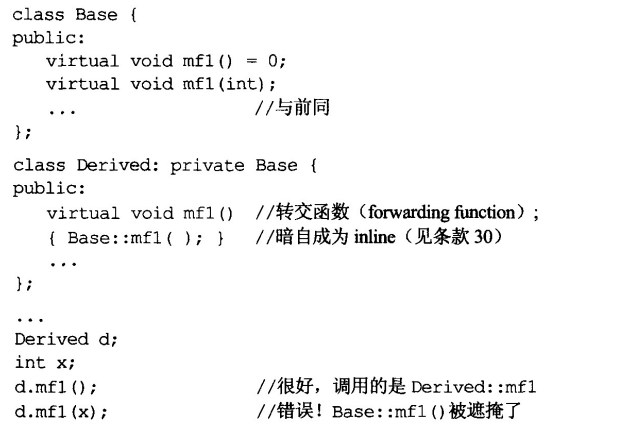 class Base {
public:
    virtual void mf1() = 0;
    virtual void mf1(int);
    ...                //与前同
};
class Derived: private Base {
public:
    virtual void mf1()  //转交函数（forwarding function）;
    { Base::mf1( ); }   //暗自成为 inline（见条款 30）
    ...
};
...
Derived d;
int x;
d.mf1();                //很好，调用的是 Derived::mf1
d.mf1(x);               //错误！Base::mf1()被遮掩了